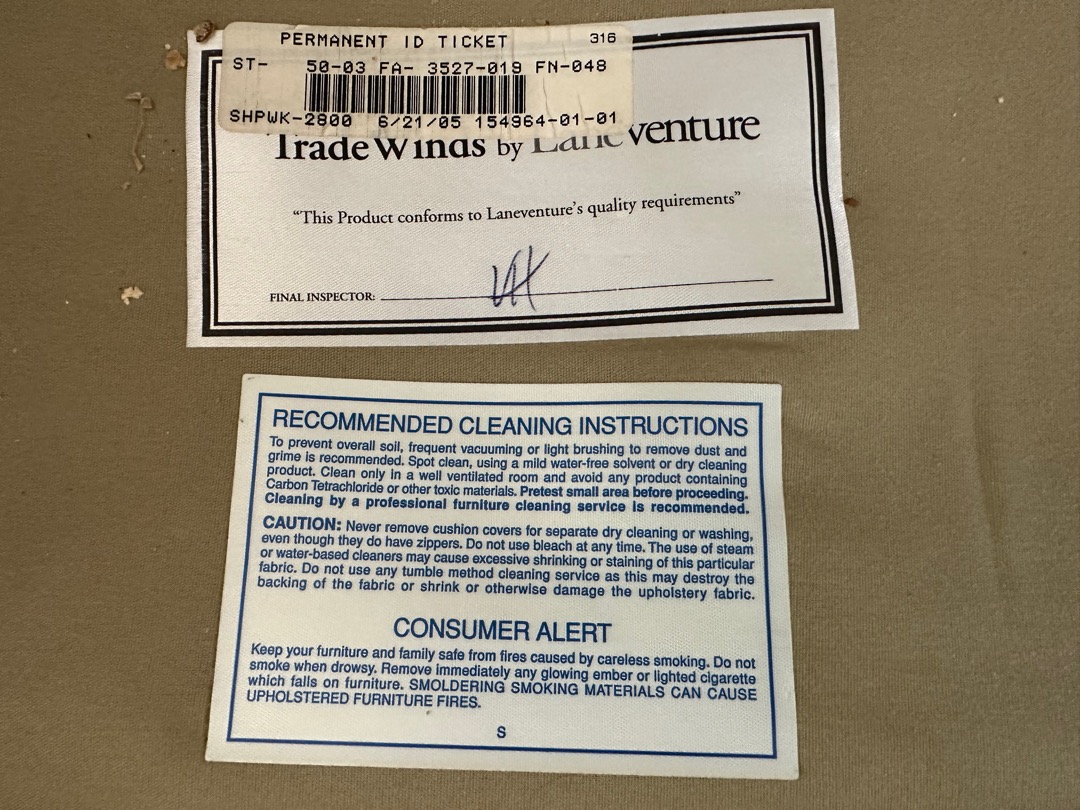 PERMANENT ID TICKET 316
ST- 50-03 FA- 3527-019 FN-048
SHPWK-2800 6/21/05 154964-01-01
TradeWinds by Laneventure
“This Product conforms to Laneventure’s quality requirements”
FINAL INSPECTOR: VH
RECOMMENDED CLEANING INSTRUCTIONS
To prevent overall soil, frequent vacuuming or light brushing to remove dust and
grime is recommended. Spot clean, using a mild water-free solvent or dry cleaning
product. Clean only in a well ventilated room and avoid any product containing
Carbon Tetrachloride or other toxic materials. Pretest small area before proceeding.
Cleaning by a professional furniture cleaning service is recommended.
CAUTION: Never remove cushion covers for separate dry cleaning or washing,
even though they do have zippers. Do not use bleach at any time. The use of steam
or water-based cleaners may cause excessive shrinking or staining of this particular
fabric. Do not use any tumble method cleaning service as this may destroy the
backing of the fabric or shrink or otherwise damage the upholstery fabric.
CONSUMER ALERT
Keep your furniture and family safe from fires caused by careless smoking. Do not
smoke when drowsy. Remove immediately any glowing ember or lighted cigarette
which falls on furniture. SMOLDERING SMOKING MATERIALS CAN CAUSE
UPHOLSTERED FURNITURE FIRES.
S